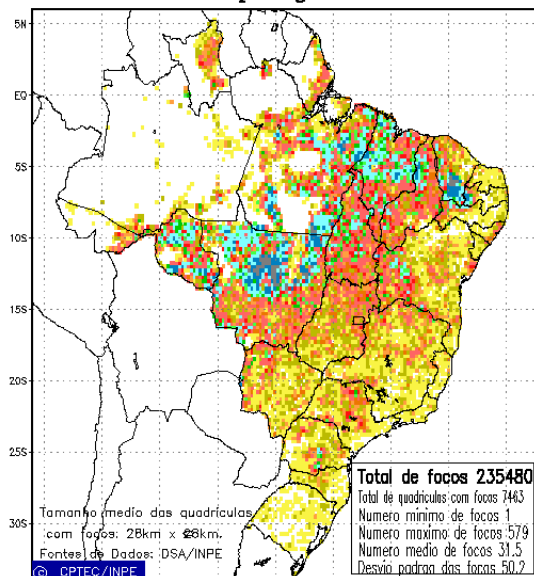 5N
EQ
5S
10S
15S
20S
25S
30S
Total de focos 235480
Total de quadriculas com focos 7463
Numero minimo de focos 1
Numero maximo de focos 579
Numero medio de focos 31.5
Desvio padrao das focas 50.2
Tamanho medio das quadrículas
com focos: 28km x 28km.
Fontes de Dados: DSA/INPE
© CPTEC/INPE